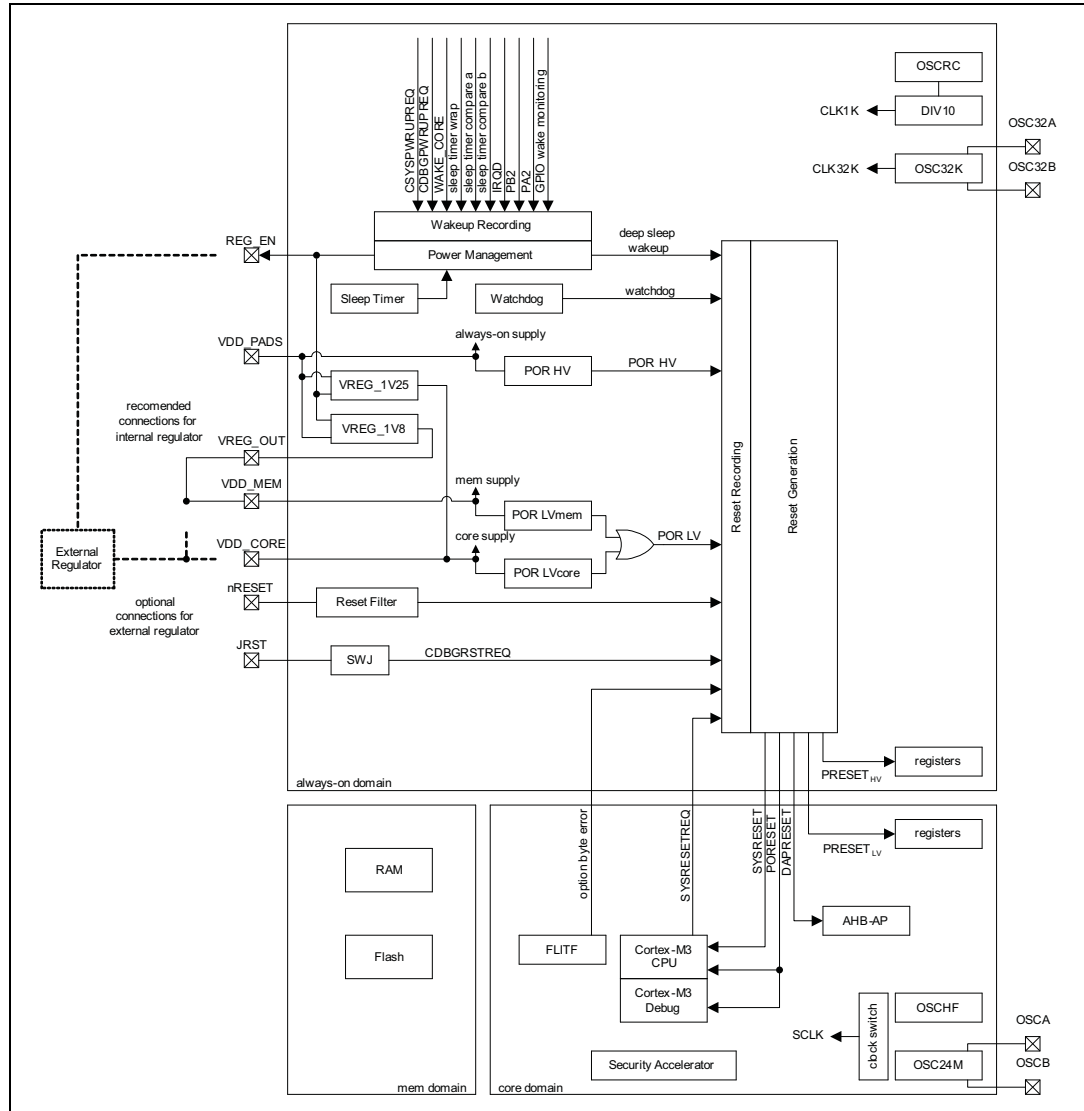 CSYSPWRUPREQ
CDBGPWRUPREQ
WAKE_CORE
sleep timer wrap
sleep timer compare a
sleep timer compare b
IRQD
PB2
PA2
GPIO wake monitoring
OSCRC
CLK1K
DIV10
OSC32A
CLK32K
OSC32K
OSC32B
Wakeup Recording
REG_EN
Power Management
deep sleep
wakeup
Sleep Timer
Watchdog
watchdog
VDD_PADS
always-on supply
POR HV
POR HV
VREG_1V25
recomended
connections for
internal regulator
VREG_1V8
VREG_OUT
Reset Recording
Reset Generation
VDD_MEM
mem supply
POR LVmem
External
Regulator
VDD_CORE
core supply
POR LV
POR LVcore
optional
connections for
external regulator
nRESET
Reset Filter
JRST
SWJ
CDBGRSTREQ
PRESETHV
registers
always-on domain
option byte error
SYSRESETREQ
SYSRESET
PORESET
DAPRESET
PRESETLV
registers
RAM
AHB-AP
Flash
FLITF
Cortex-M3
CPU
Cortex-M3
Debug
SCLK
clock switch
OSCHF
OSCA
OSC24M
OSCB
Security Accelerator
mem domain
core domain